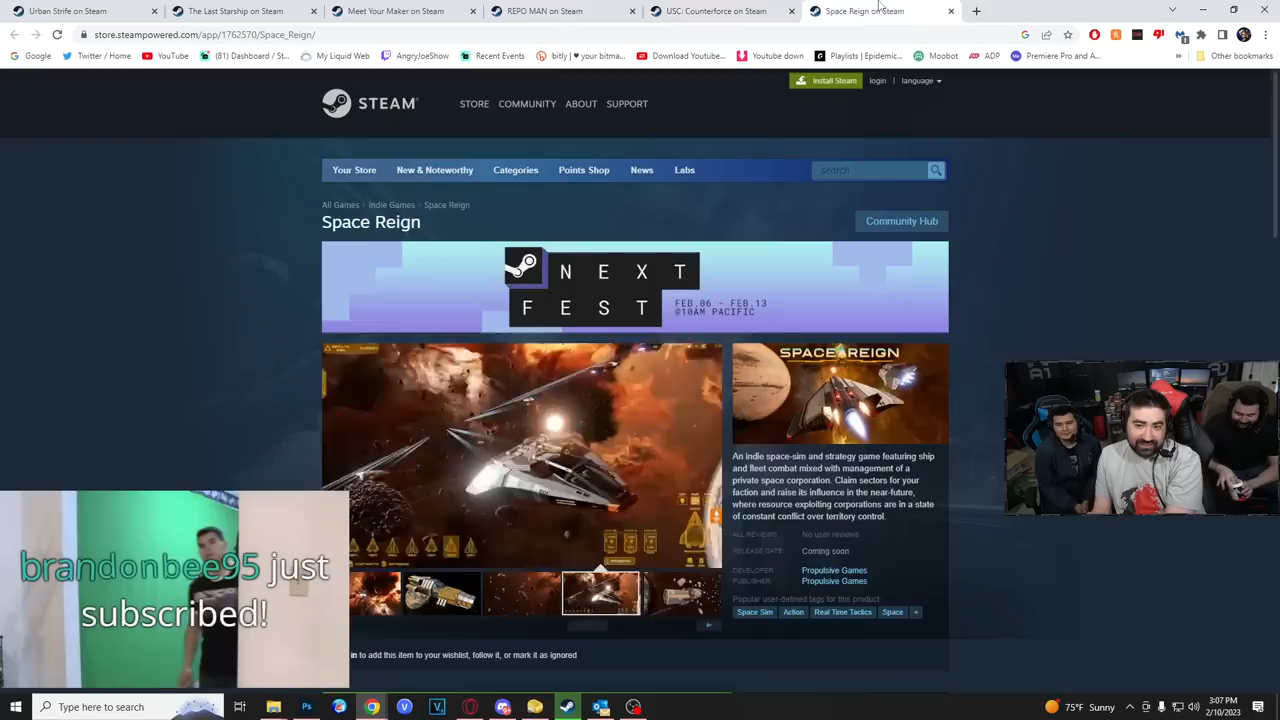 Urban Strife on Steam
The Last Starship on Steam
Meet Your Maker on Steam
REPO MAN on Steam
USC: Counterforce on Steam
Space Reign on Steam
store.steampowered.com/app/1762570/Space_Reign/
Google
Twitter / Home
YouTube
(81) Dashboard / St...
My Liquid Web
AngryJoeShow
Recent Events
bitly | ♥ your bitma...
Download Youtube...
Youtube down
Playlists | Epidemic...
Moobot
ADP
Premiere Pro and A...
»
Other bookmarks
Install Steam
login | language
STEAM
STORE COMMUNITY ABOUT SUPPORT
Your Store
New & Noteworthy
Categories
Points Shop
News
Labs
search
All Games > Indie Games > Space Reign
Space Reign
Community Hub
NEXT
FEST
FEB.06 - FEB.13
@10AM PACIFIC
SPACE REIGN
An indie space-sim and strategy game featuring ship
and fleet combat mixed with management of a
private space corporation. Claim sectors for your
faction and raise its influence in the near-future,
where resource exploiting corporations are in a state
of constant conflict over territory control.
ALL REVIEWS: No user reviews
RELEASE DATE: Coming soon
DEVELOPER: Propulsive Games
PUBLISHER: Propulsive Games
Popular user-defined tags for this product:
Space Sim
Action
Real Time Tactics
Space
+
brandonbee95 just
subscribed!
in to add this item to your wishlist, follow it, or mark it as ignored
Type here to search
75°F Sunny
3:07 PM
2/10/2023